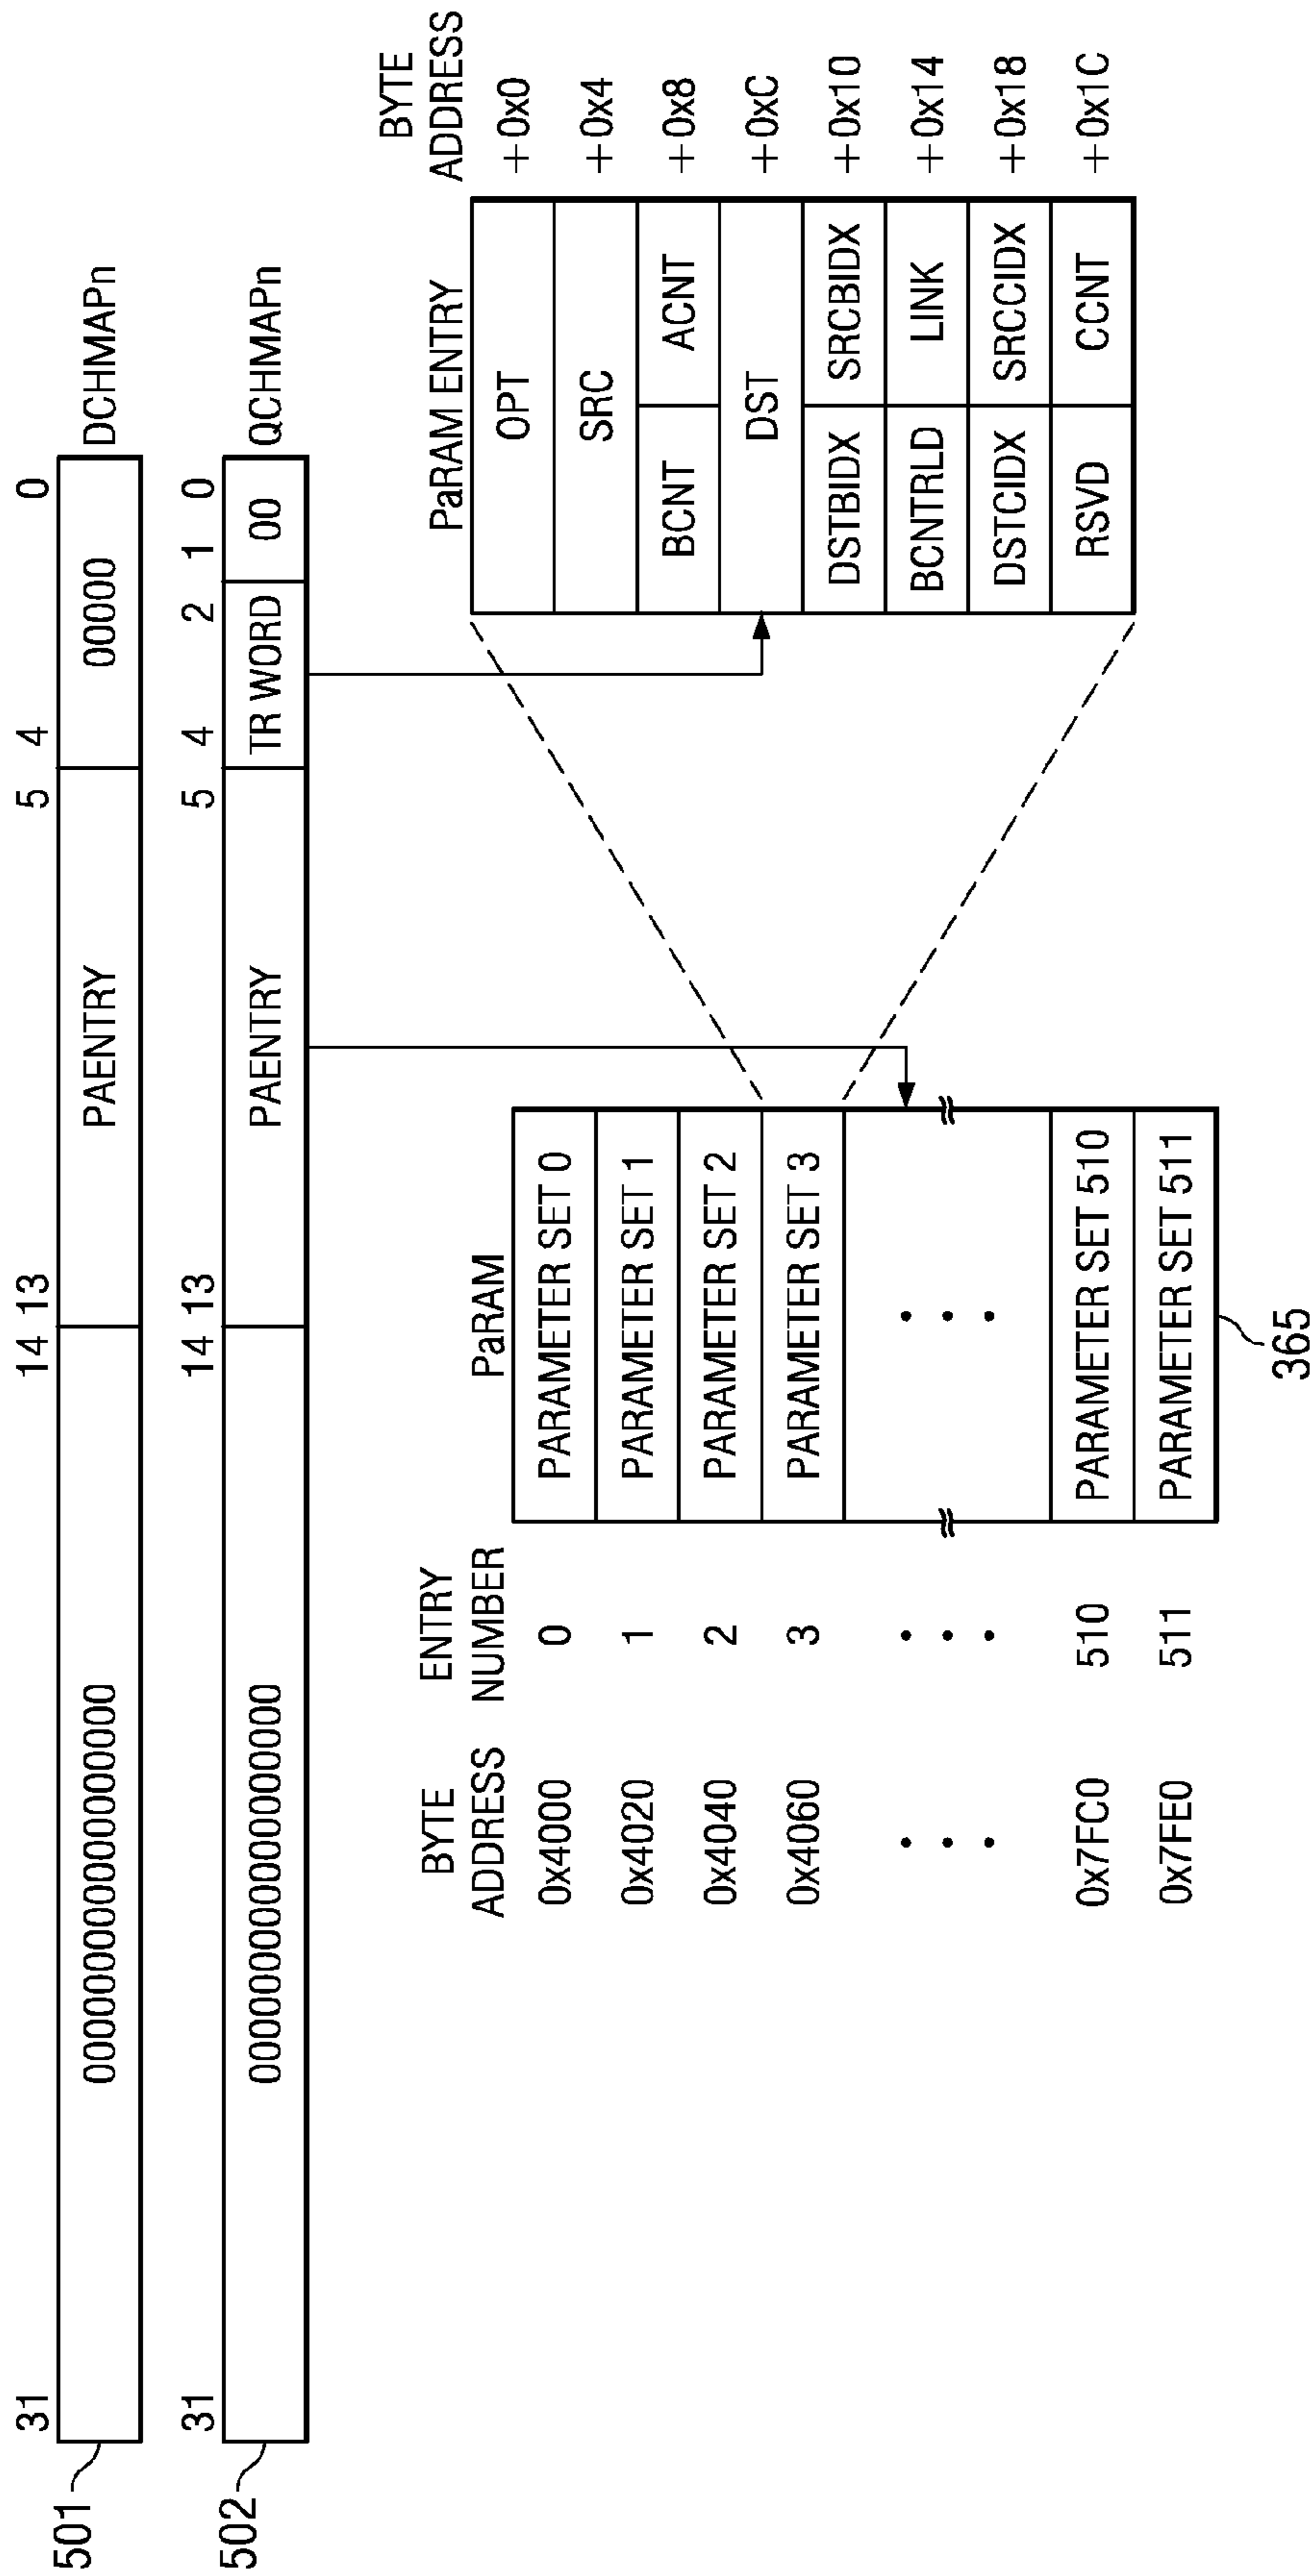 31 14 13 5 4 0
501 000000000000000000 PAENTRY 00000 DCHMAPn
31 14 13 5 4 2 1 0
502 000000000000000000 PAENTRY TR WORD 00 QCHMAPn
BYTE ADDRESS
ENTRY NUMBER
PaRAM
0x4000 0 PARAMETER SET 0
0x4020 1 PARAMETER SET 1
0x4040 2 PARAMETER SET 2
0x4060 3 PARAMETER SET 3
0x7FC0 510 PARAMETER SET 510
0x7FE0 511 PARAMETER SET 511
365
PaRAM ENTRY
BYTE ADDRESS
OPT +0x0
SRC +0x4
BCNT ACNT +0x8
DST +0xC
DSTBIDX SRCBIDX +0x10
BCNTRLD LINK +0x14
DSTCIDX SRCCIDX +0x18
RSVD CCNT +0x1C